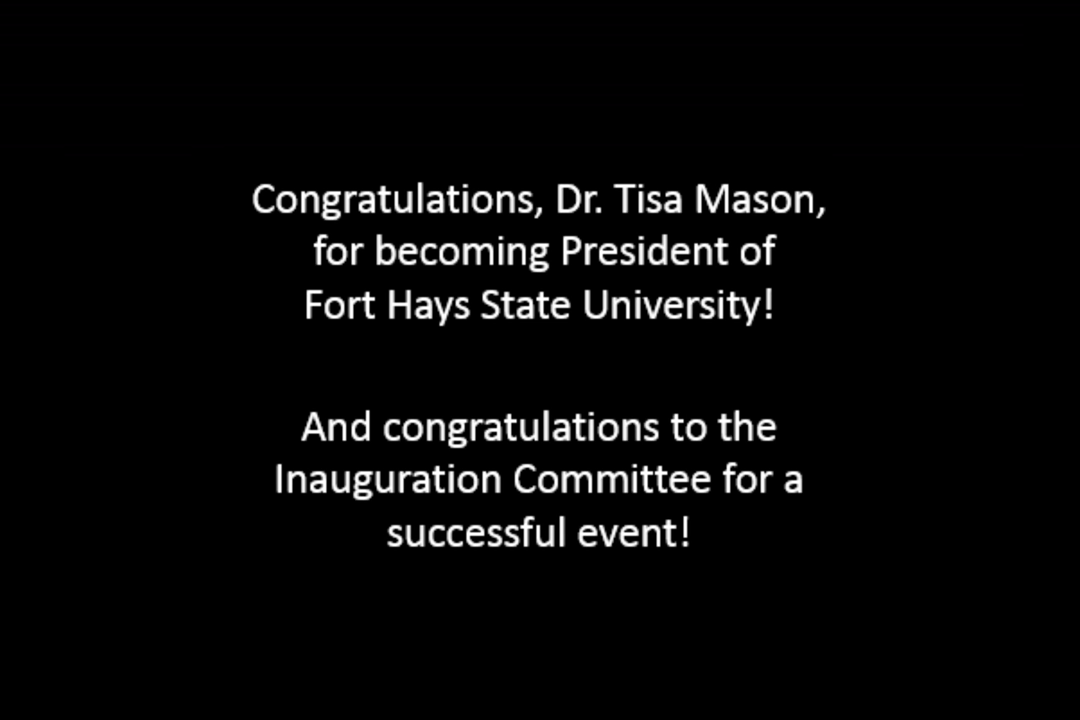 Congratulations, Dr. Tisa Mason,
for becoming President of
Fort Hays State University!
And congratulations to the
Inauguration Committee for a
successful event!